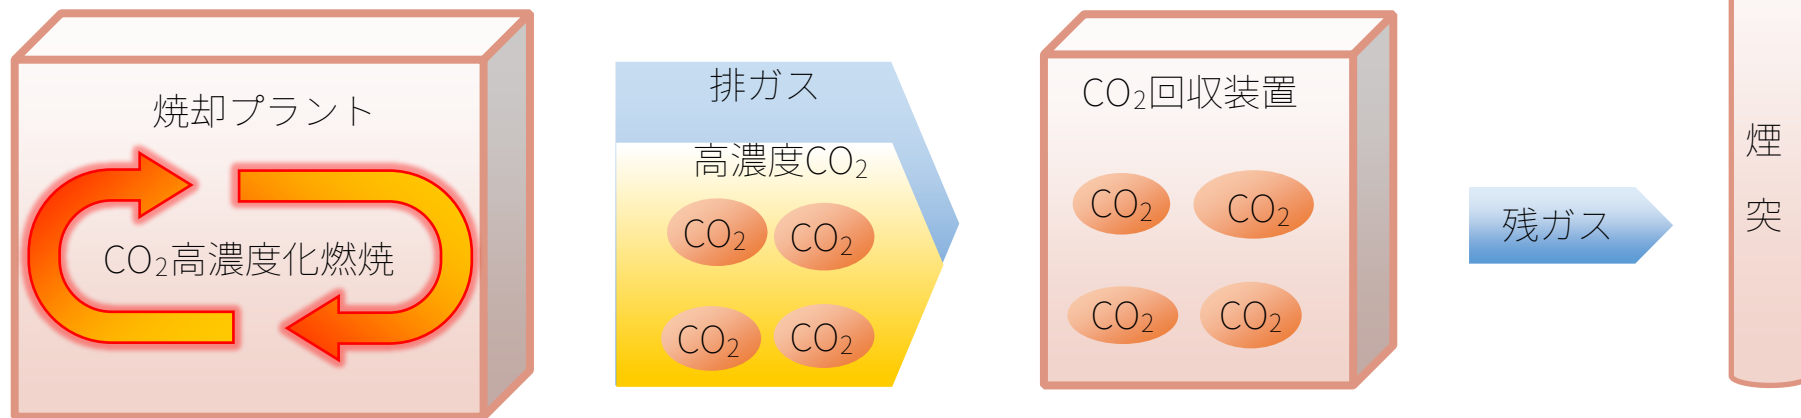 焼却プラント
CO₂高濃度化燃焼
排ガス
高濃度CO₂
CO₂
CO₂
CO₂
CO₂
CO₂回収装置
CO₂
CO₂
CO₂
CO₂
残ガス
煙
突